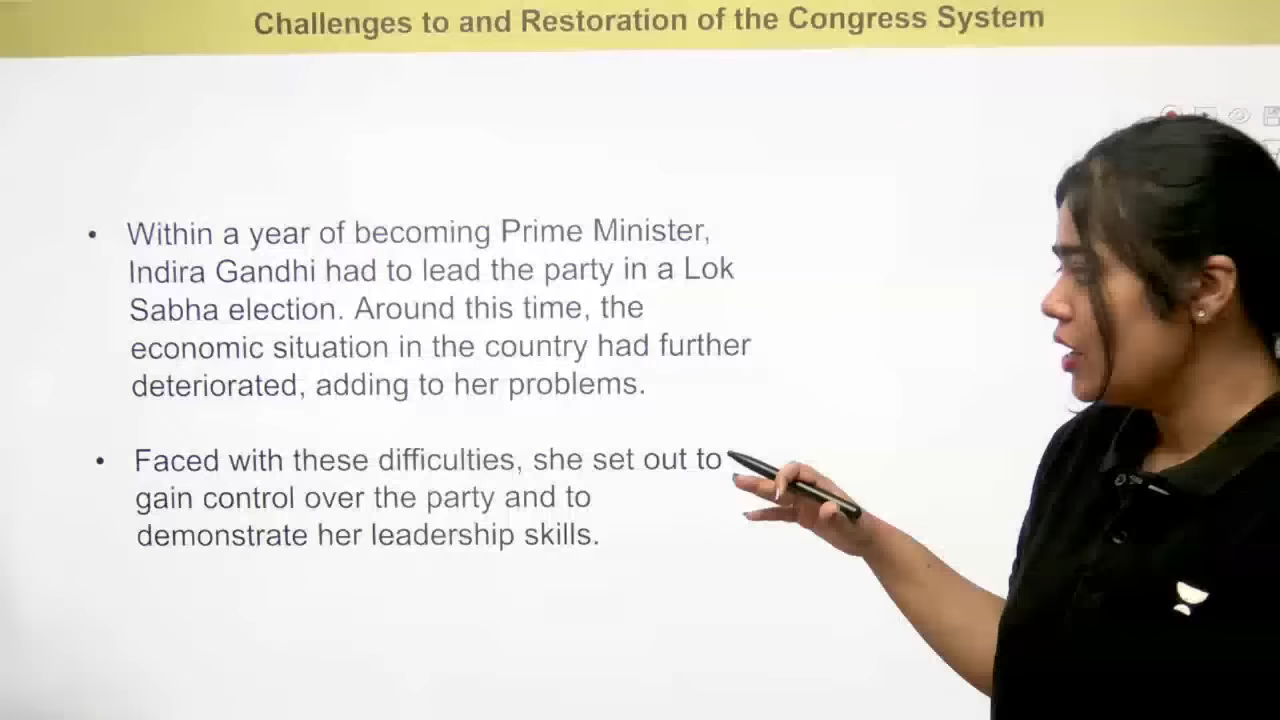 Challenges to and Restoration of the Congress System
• Within a year of becoming Prime Minister,
Indira Gandhi had to lead the party in a Lok
Sabha election. Around this time, the
economic situation in the country had further
deteriorated, adding to her problems.
• Faced with these difficulties, she set out to
gain control over the party and to
demonstrate her leadership skills.